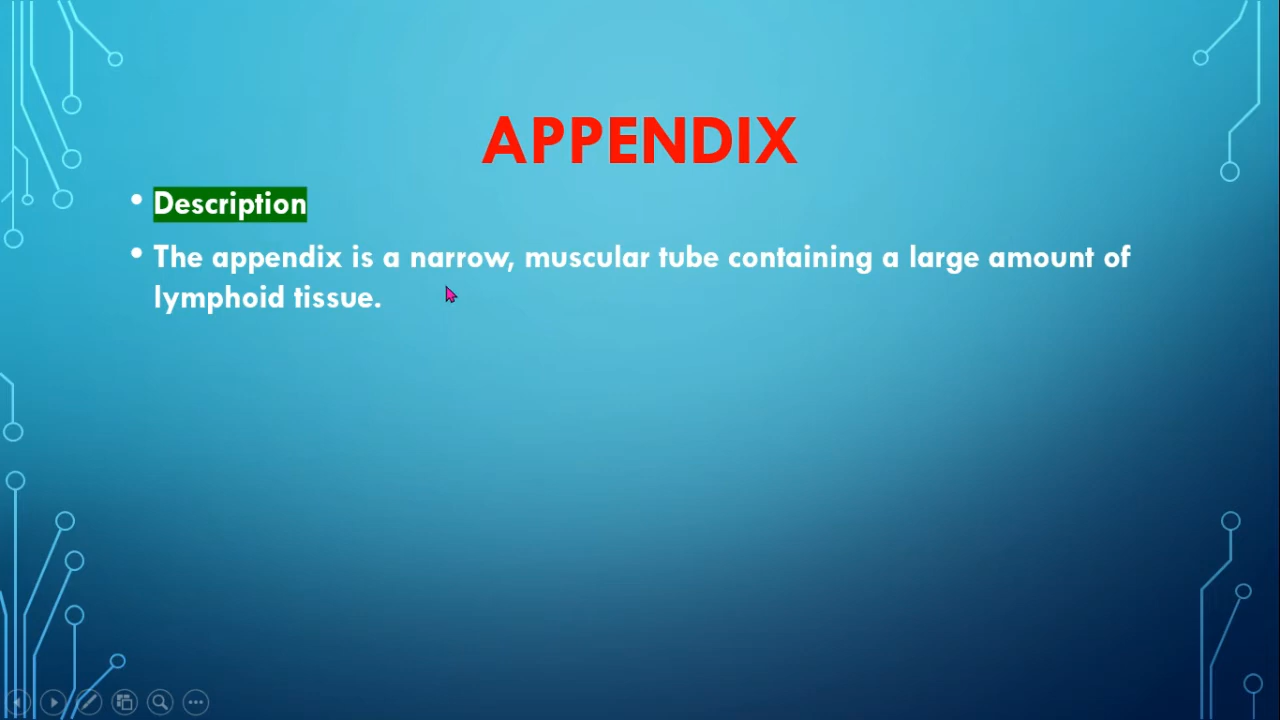 APPENDIX
• Description
• The appendix is a narrow, muscular tube containing a large amount of
lymphoid tissue.